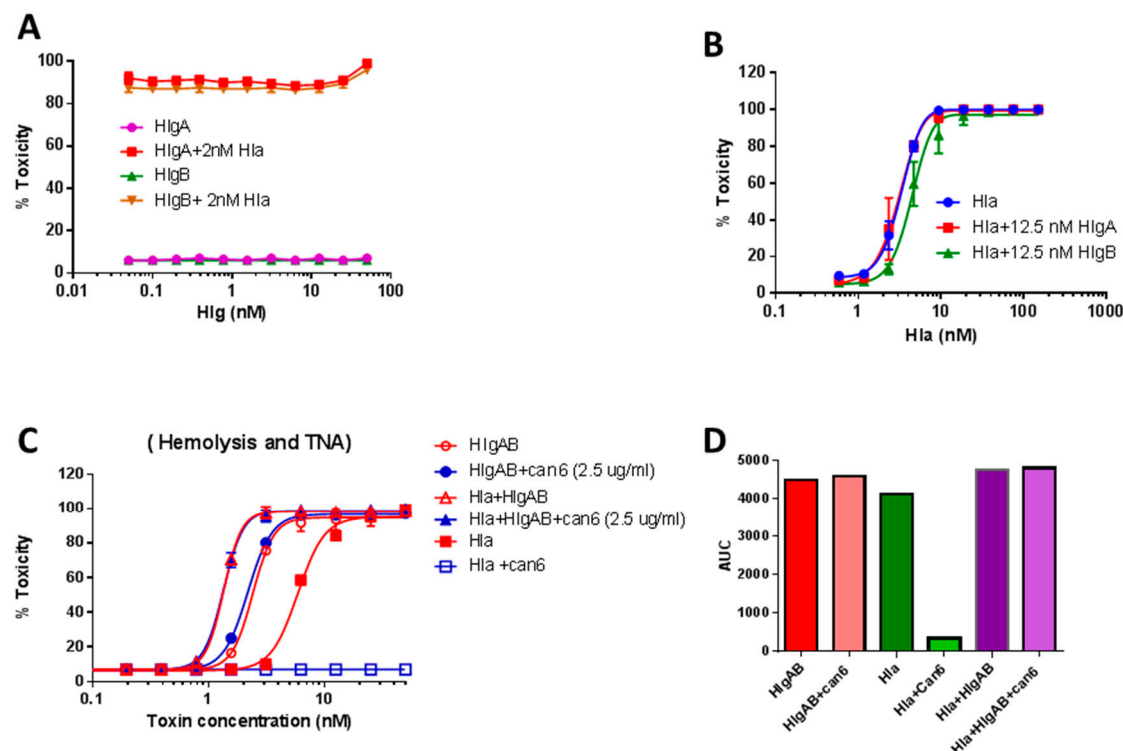 A
100
80
60
40
20
0
% Toxicity
HlgA
HlgA+2nM Hla
HlgB
HlgB+ 2nM Hla
0.01
0.1
1
10
100
Hlg (nM)
B
120
100
80
60
40
20
0
% Toxicity
Hla
Hla+12.5 nM HlgA
Hla+12.5 nM HlgB
1
10
100
1000
Hla (nM)
C
( Hemolysis and TNA)
120
100
80
60
40
20
0
% Toxicity
0.1
1
10
Toxin concentration (nM)
HlgAB
HlgAB+can6 (2.5 ug/ml)
Hla+HlgAB
Hla+HlgAB+can6 (2.5 ug/ml)
Hla
Hla +can6
D
5000
4000
3000
2000
1000
0
AUC
HlgAB
HlgAB+can6
Hla
Hla+Can6
Hla+HlgAB
Hla+HlgAB+can6